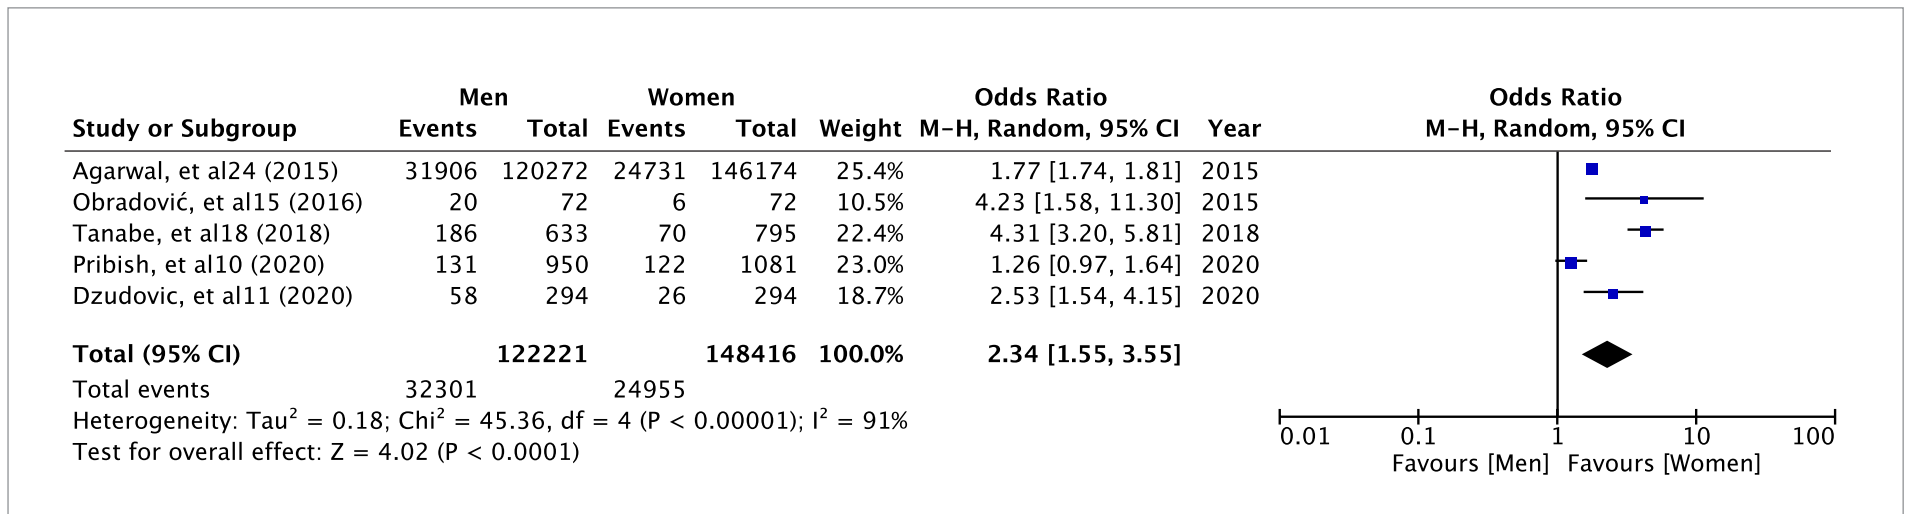 Men Women Odds Ratio Odds Ratio
Study or Subgroup Events Total Events Total Weight M-H, Random, 95% CI Year M-H, Random, 95% CI
Agarwal, et al24 (2015) 31906 120272 24731 146174 25.4% 1.77 [1.74, 1.81] 2015
Obradović, et al15 (2016) 20 72 6 72 10.5% 4.23 [1.58, 11.30] 2015
Tanabe, et al18 (2018) 186 633 70 795 22.4% 4.31 [3.20, 5.81] 2018
Pribish, et al10 (2020) 131 950 122 1081 23.0% 1.26 [0.97, 1.64] 2020
Dzudovic, et al11 (2020) 58 294 26 294 18.7% 2.53 [1.54, 4.15] 2020
Total (95% CI) 122221 148416 100.0% 2.34 [1.55, 3.55]
Total events 32301 24955
Heterogeneity: Tau² = 0.18; Chi² = 45.36, df = 4 (P < 0.00001); I² = 91%
Test for overall effect: Z = 4.02 (P < 0.0001)
0.01 0.1 1 10 100
Favours [Men] Favours [Women]